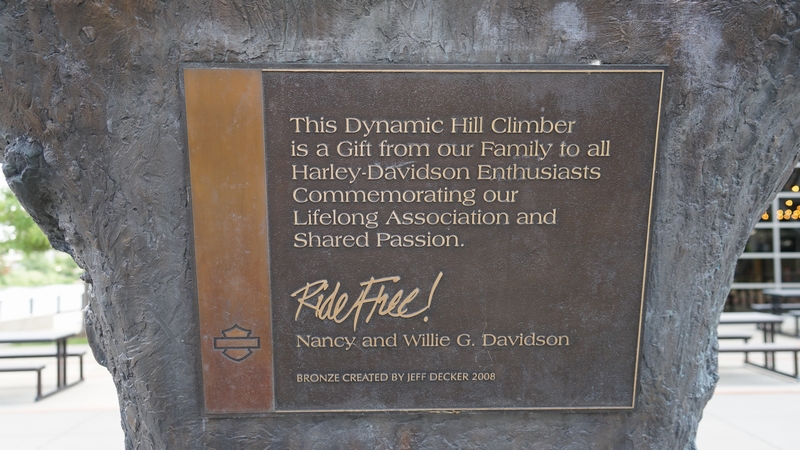 This Dynamic Hill Climber
is a Gift from our Family to all
Harley-Davidson Enthusiasts
Commemorating our
Lifelong Association and
Shared Passion.
Ride Free!
Nancy and Willie G. Davidson
BRONZE CREATED BY JEFF DECKER 2008